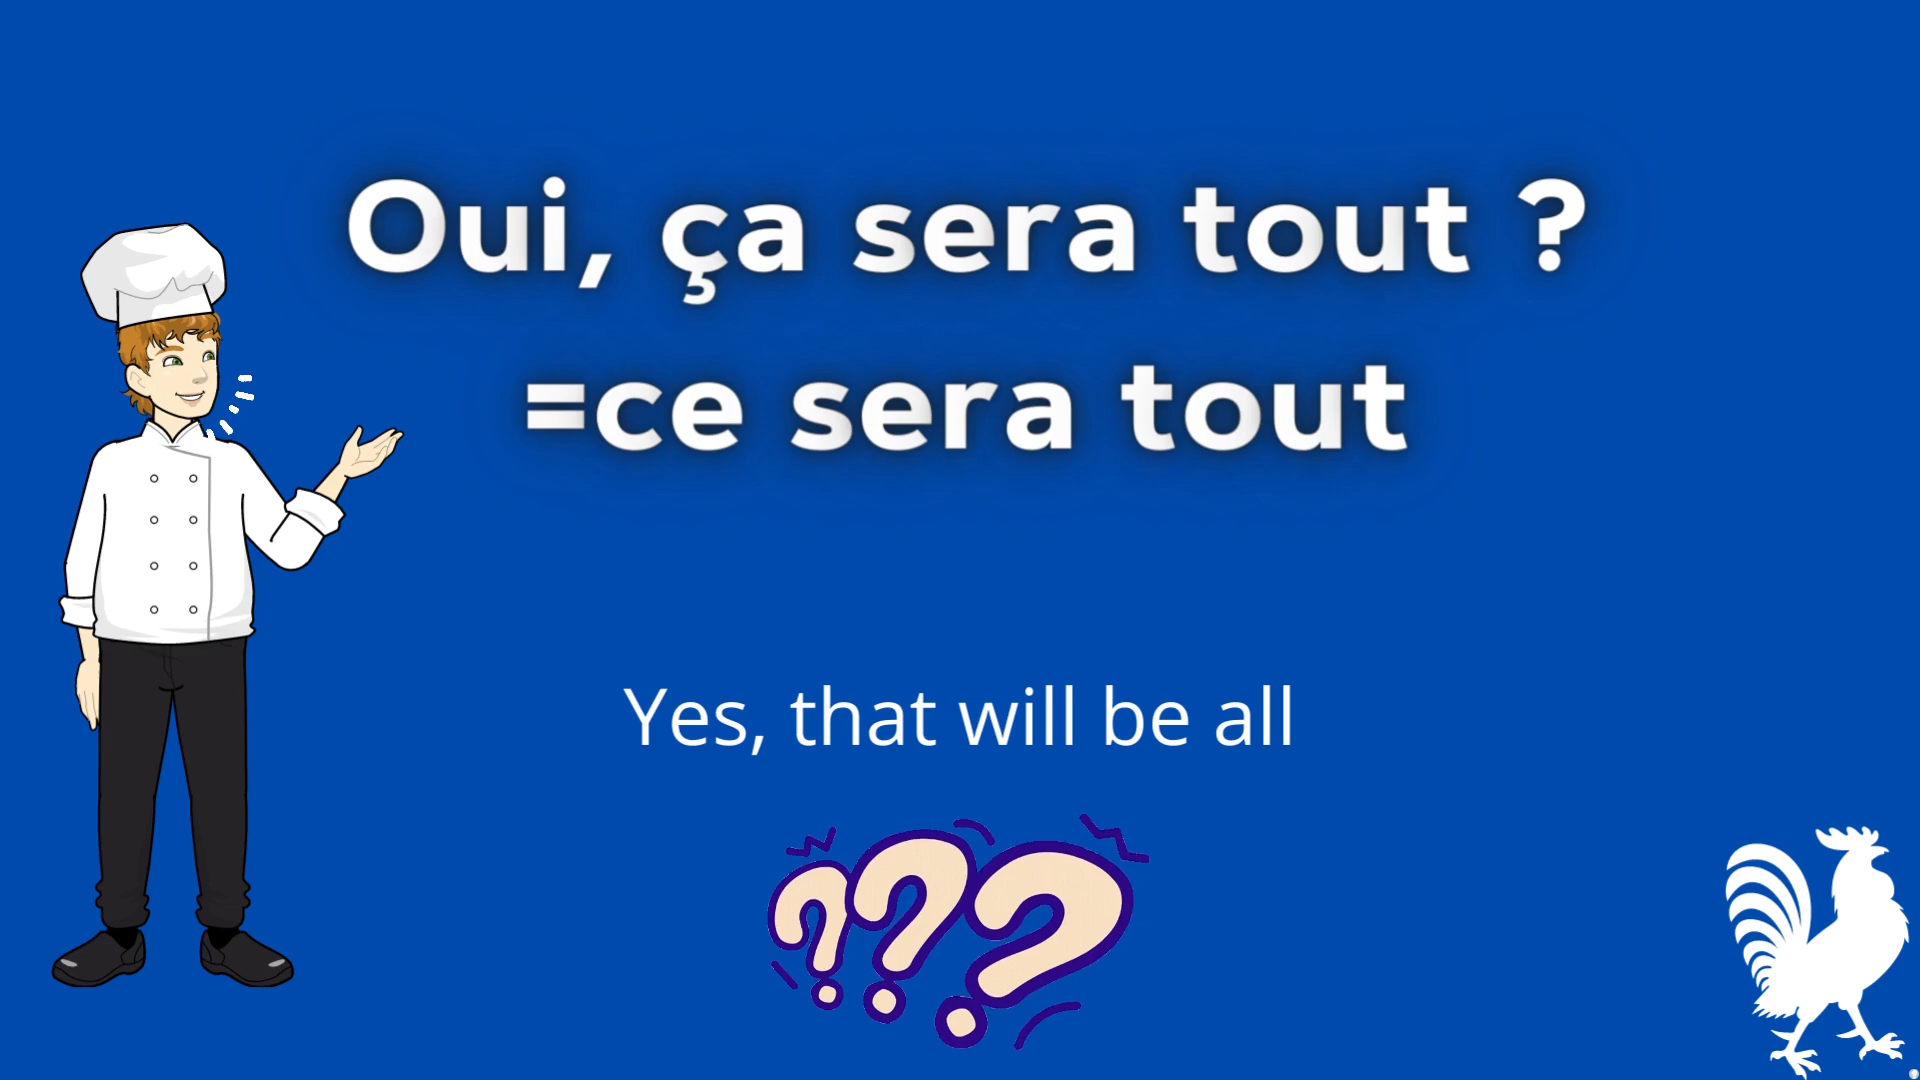 Oui, ça sera tout ?
=ce sera tout
Yes, that will be all
???